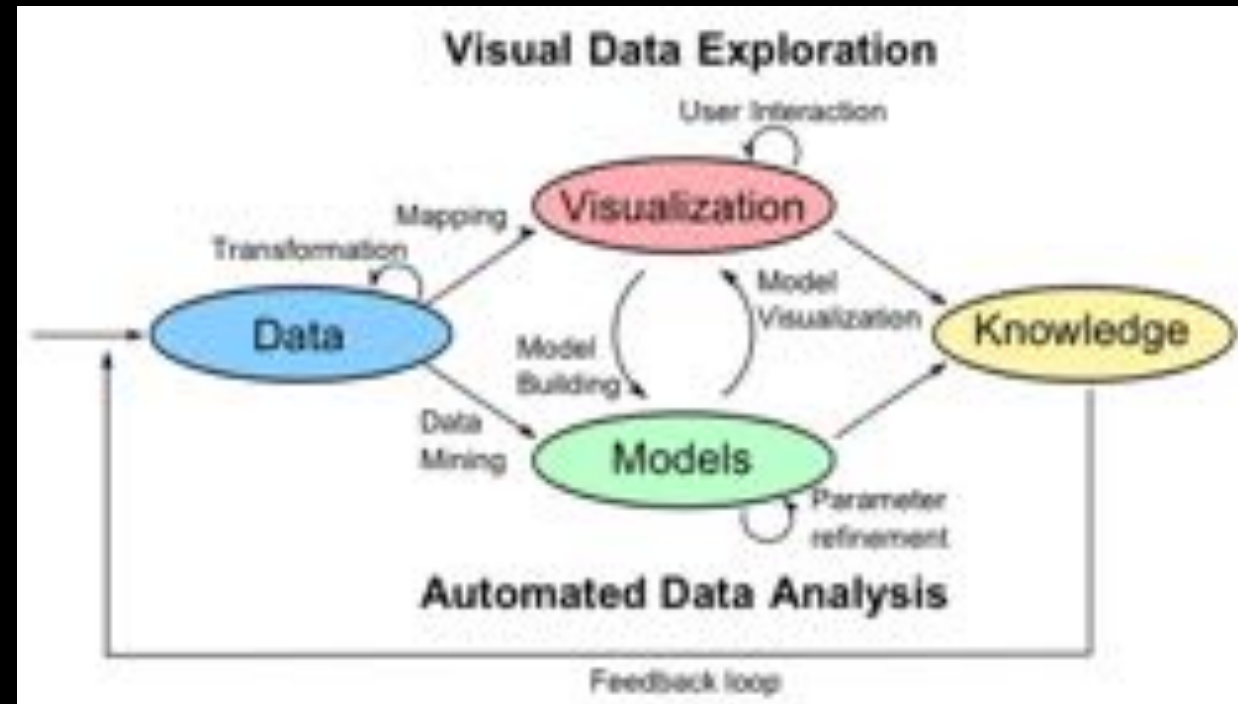 Visual Data Exploration
User Interaction
Visualization
Mapping
Transformation
Data
Model
Visualization
Knowledge
Model
Building
Data
Mining
Models
Parameter
refinement
Automated Data Analysis
Feedback loop